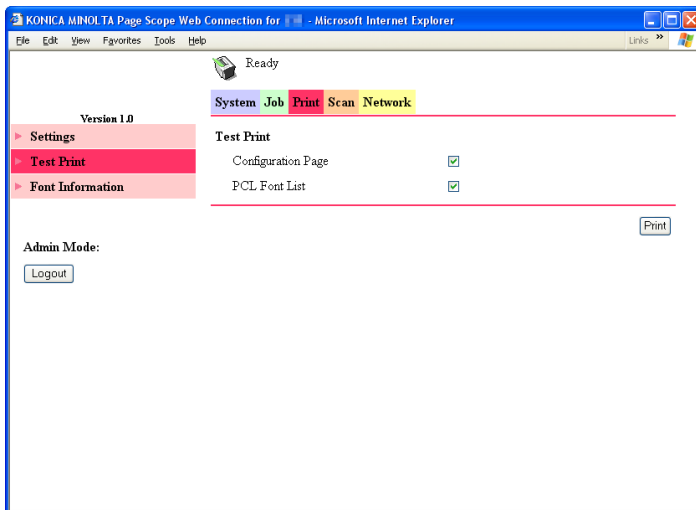 KONICA MINOLTA Page Scope Web Connection for - Microsoft Internet Explorer
File Edit View Favorites Tools Help Links »
Ready
System Job Print Scan Network
Version 1.0
Settings
Test Print
Font Information
Admin Mode:
Logout
Test Print
Configuration Page
PCL Font List
Print